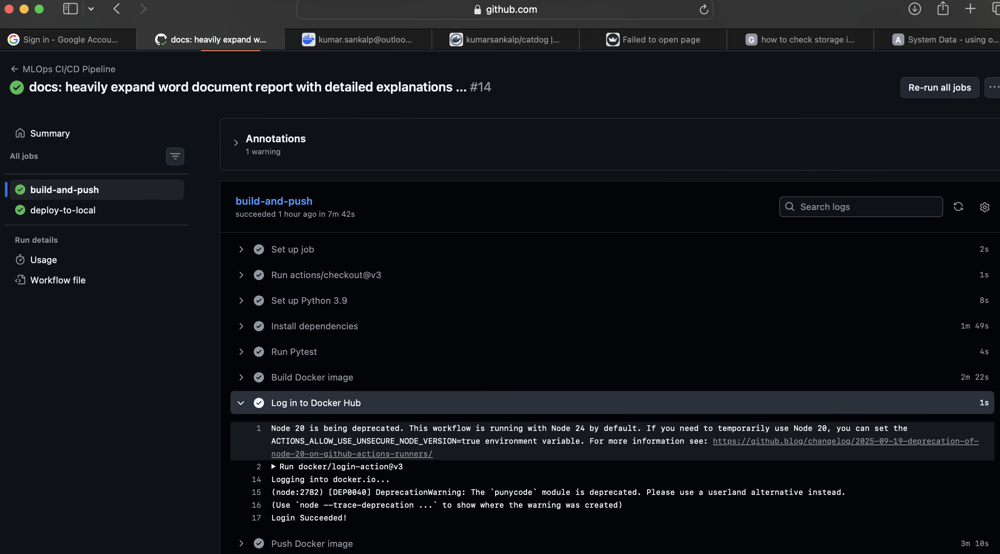 github.com
Sign in - Google Accou...
docs: heavily expand w...
kumar.sankalp@outloo...
kumarsankalp/catdog |...
Failed to open page
G
how to check storage i...
A
System Data - using o...
MLOps CI/CD Pipeline
docs: heavily expand word document report with detailed explanations ... #14
Re-run all jobs
Summary
All jobs
build-and-push
deploy-to-local
Run details
Usage
Workflow file
Annotations
1 warning
build-and-push
succeeded 1 hour ago in 7m 42s
Search logs
Set up job 2s
Run actions/checkout@v3 1s
Set up Python 3.9 8s
Install dependencies 1m 49s
Run Pytest 4s
Build Docker image 2m 22s
Log in to Docker Hub 1s
1 Node 20 is being deprecated. This workflow is running with Node 24 by default. If you need to temporarily use Node 20, you can set the
ACTIONS_ALLOW_USE_UNSECURE_NODE_VERSION=true environment variable. For more information see: https://github.blog/changelog/2025-09-19-deprecation-of-
node-20-on-github-actions-runners/
2 Run docker/login-action@v3
14 Logging into docker.io...
15 (node:2782) [DEP0040] DeprecationWarning: The `punycode` module is deprecated. Please use a userland alternative instead.
16 (Use `node --trace-deprecation ...` to show where the warning was created)
17 Login Succeeded!
Push Docker image 3m 10s